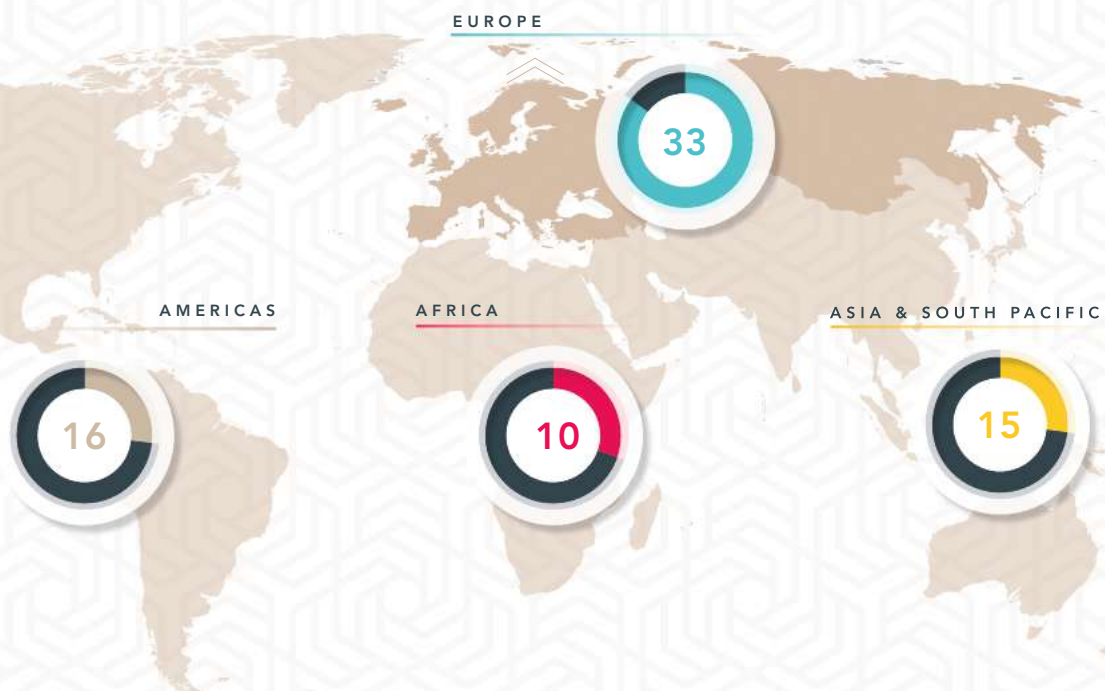 EUROPE
33
AMERICAS
AFRICA
ASIA & SOUTH PACIFIC
16
10
15